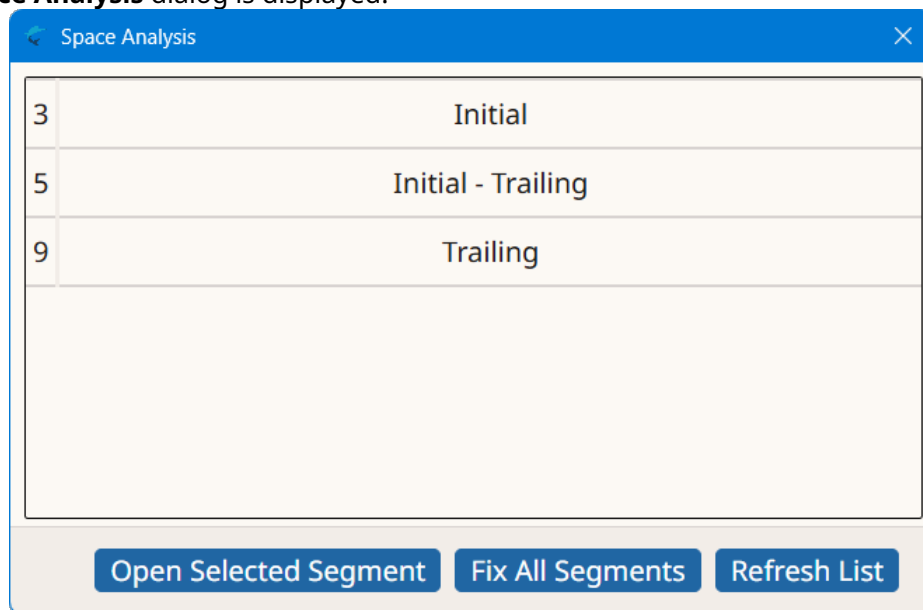 ce Analysis dialog is displayed.
Space Analysis
3 Initial
5 Initial - Trailing
9 Trailing
Open Selected Segment Fix All Segments Refresh List